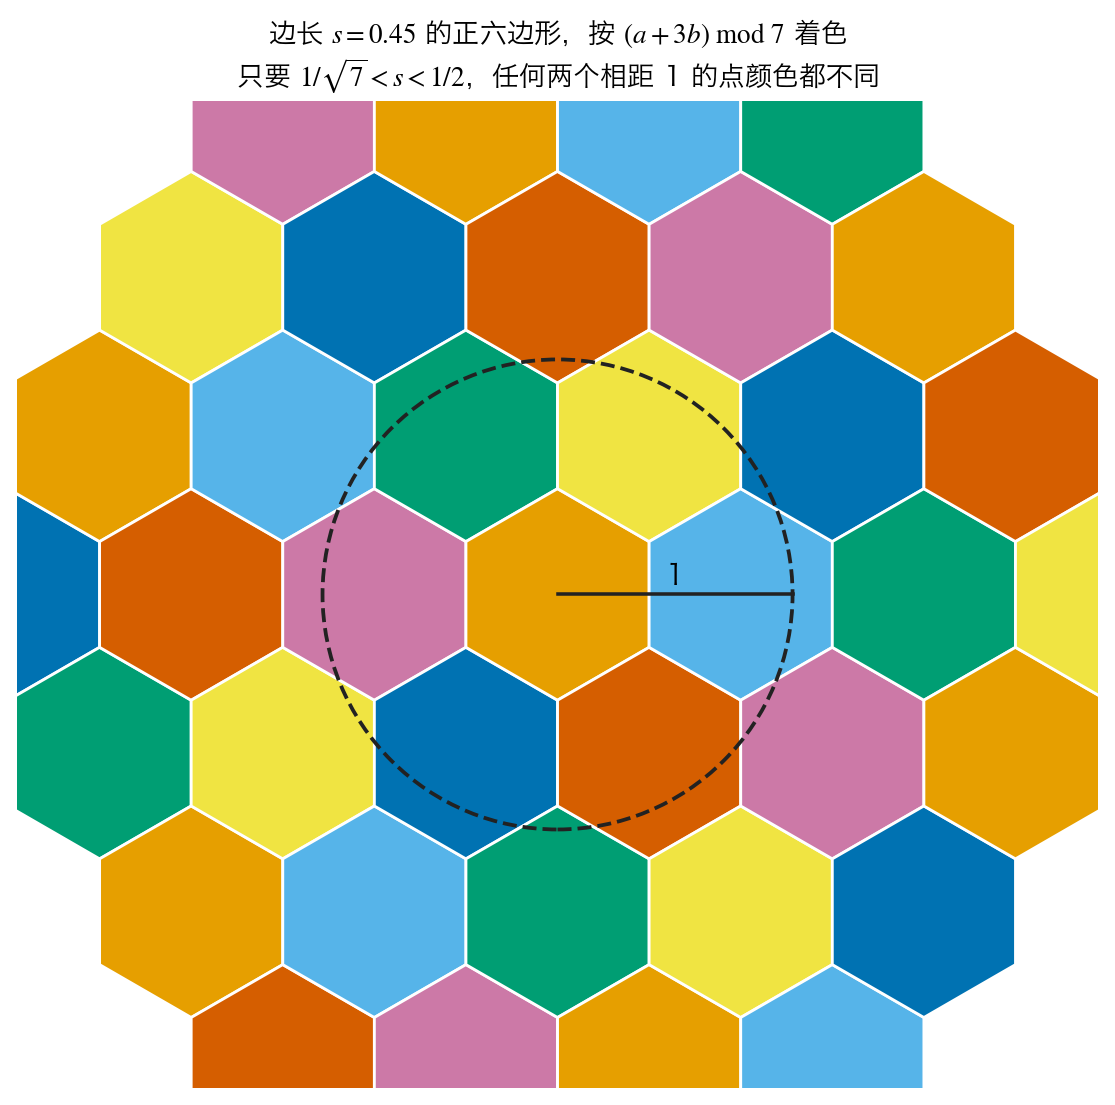 边长 s = 0.45 的正六边形，按 (a + 3b) mod 7 着色
只要 1/√7 < s < 1/2，任何两个相距 1 的点颜色都不同
1